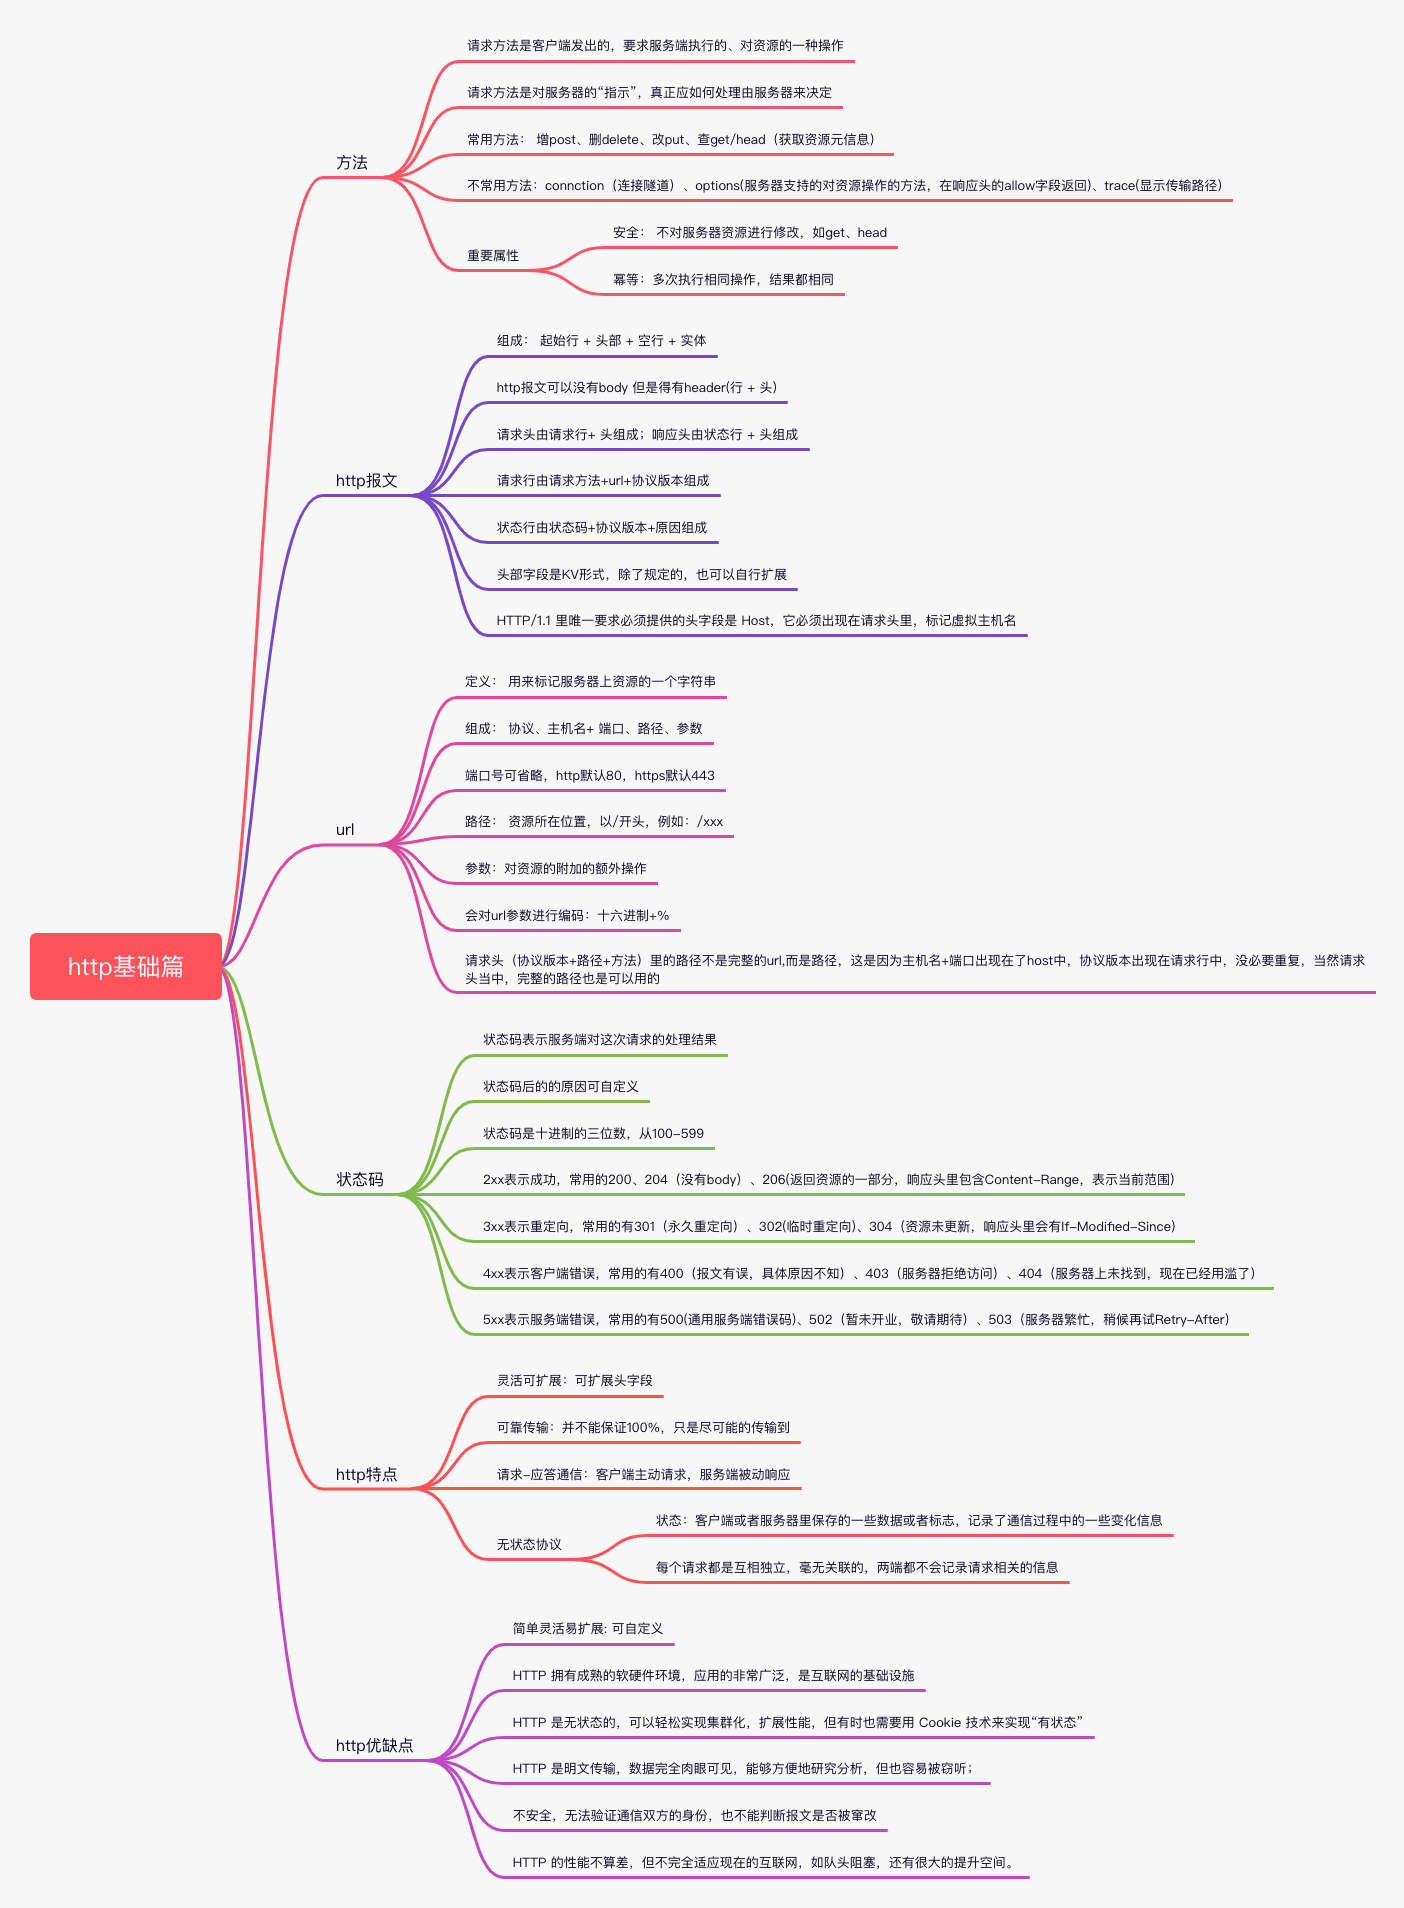 http基础篇
方法
请求方法是客户端发出的，要求服务端执行的、对资源的一种操作
请求方法是对服务器的“指示”，真正应如何处理由服务器来决定
常用方法： 增post、删delete、改put、查get/head（获取资源元信息）
不常用方法：connction（连接隧道）、options(服务器支持的对资源操作的方法，在响应头的allow字段返回)、trace(显示传输路径)
重要属性
安全： 不对服务器资源进行修改，如get、head
幂等：多次执行相同操作，结果都相同
http报文
组成： 起始行 + 头部 + 空行 + 实体
http报文可以没有body 但是得有header(行 + 头)
请求头由请求行+ 头组成；响应头由状态行 + 头组成
请求行由请求方法+url+协议版本组成
状态行由状态码+协议版本+原因组成
头部字段是KV形式，除了规定的，也可以自行扩展
HTTP/1.1 里唯一要求必须提供的头字段是 Host，它必须出现在请求头里，标记虚拟主机名
url
定义： 用来标记服务器上资源的一个字符串
组成： 协议、主机名+ 端口、路径、参数
端口号可省略，http默认80，https默认443
路径： 资源所在位置，以/开头，例如：/xxx
参数：对资源的附加的额外操作
会对url参数进行编码：十六进制+%
请求头（协议版本+路径+方法）里的路径不是完整的url,而是路径，这是因为主机名+端口出现在了host中，协议版本出现在请求行中，没必要重复，当然请求
头当中，完整的路径也是可以用的
状态码
状态码表示服务端对这次请求的处理结果
状态码后的的原因可自定义
状态码是十进制的三位数，从100-599
2xx表示成功，常用的200、204（没有body）、206(返回资源的一部分，响应头里包含Content-Range，表示当前范围)
3xx表示重定向，常用的有301（永久重定向）、302(临时重定向)、304（资源未更新，响应头里会有If-Modified-Since)
4xx表示客户端错误，常用的有400（报文有误，具体原因不知）、403（服务器拒绝访问）、404（服务器上未找到，现在已经用滥了）
5xx表示服务端错误，常用的有500(通用服务端错误码)、502（暂未开业，敬请期待）、503（服务器繁忙，稍候再试Retry-After）
http特点
灵活可扩展：可扩展头字段
可靠传输：并不能保证100%，只是尽可能的传输到
请求-应答通信：客户端主动请求，服务端被动响应
无状态协议
状态：客户端或者服务器里保存的一些数据或者标志，记录了通信过程中的一些变化信息
每个请求都是互相独立，毫无关联的，两端都不会记录请求相关的信息
http优缺点
简单灵活易扩展: 可自定义
HTTP 拥有成熟的软硬件环境，应用的非常广泛，是互联网的基础设施
HTTP 是无状态的，可以轻松实现集群化，扩展性能，但有时也需要用 Cookie 技术来实现“有状态”
HTTP 是明文传输，数据完全肉眼可见，能够方便地研究分析，但也容易被窃听；
不安全，无法验证通信双方的身份，也不能判断报文是否被窜改
HTTP 的性能不算差，但不完全适应现在的互联网，如队头阻塞，还有很大的提升空间。